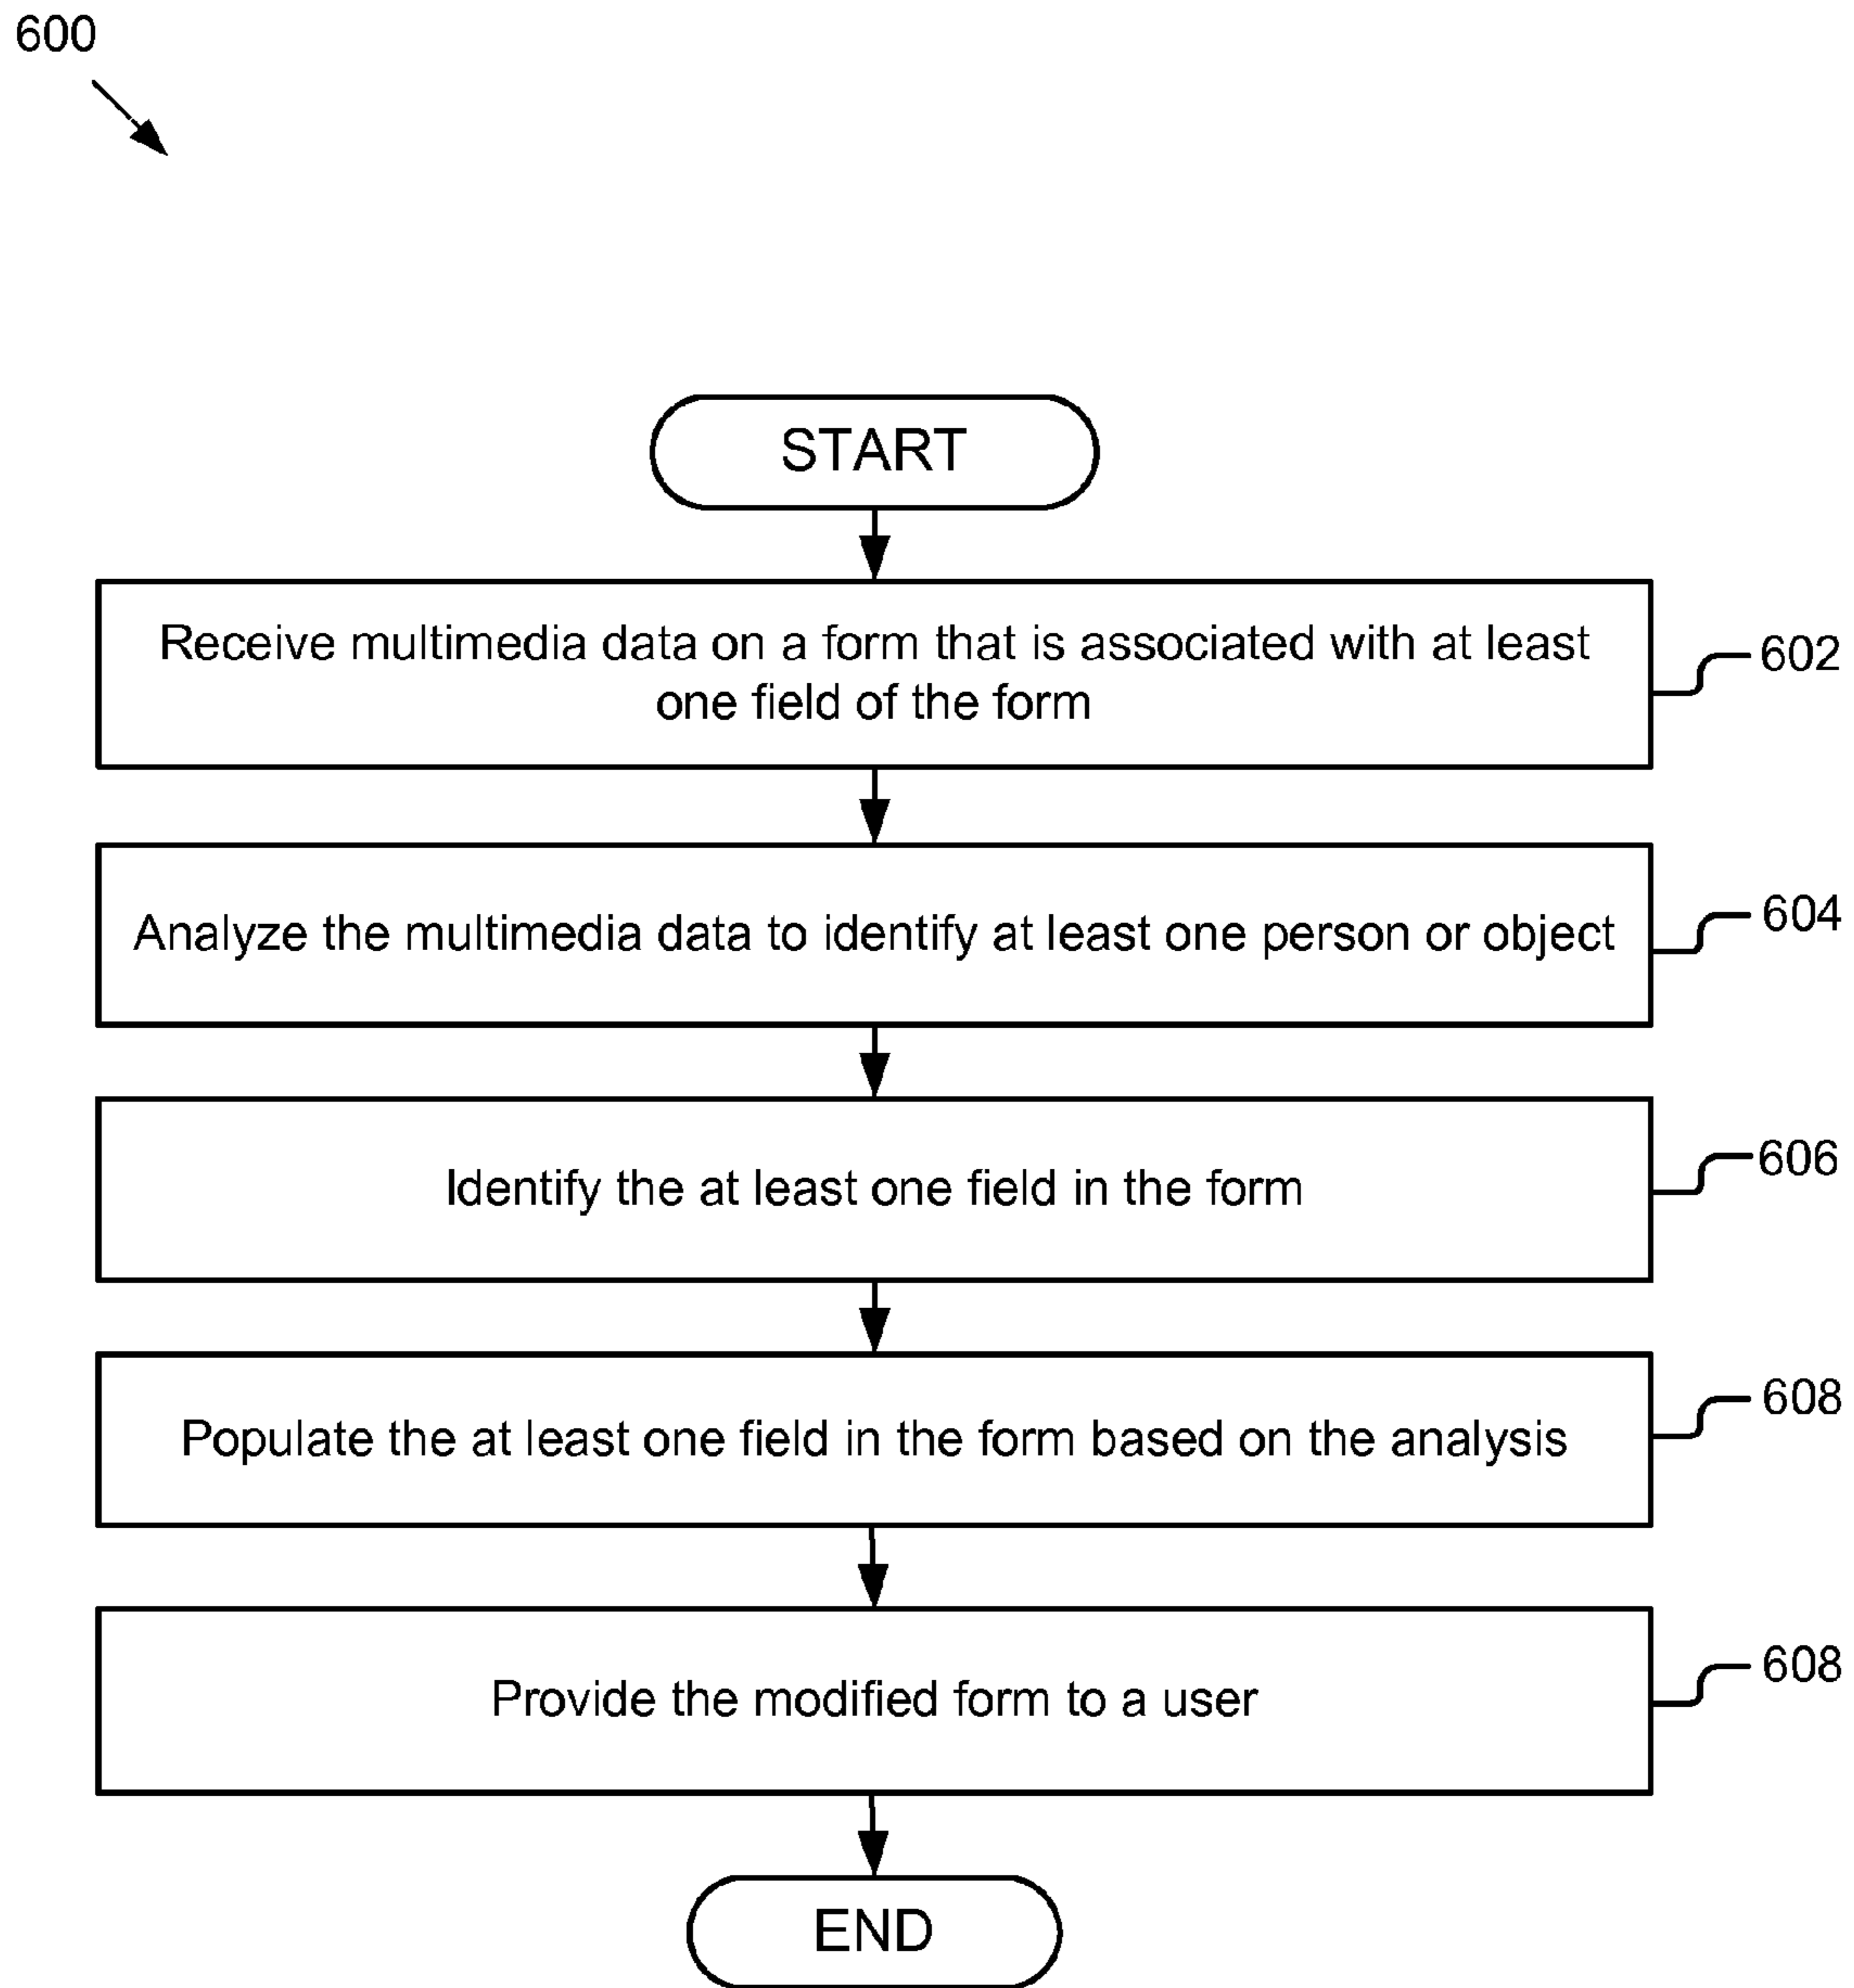 600
START
Receive multimedia data on a form that is associated with at least
one field of the form
602
Analyze the multimedia data to identify at least one person or object
604
Identify the at least one field in the form
606
Populate the at least one field in the form based on the analysis
608
Provide the modified form to a user
608
END